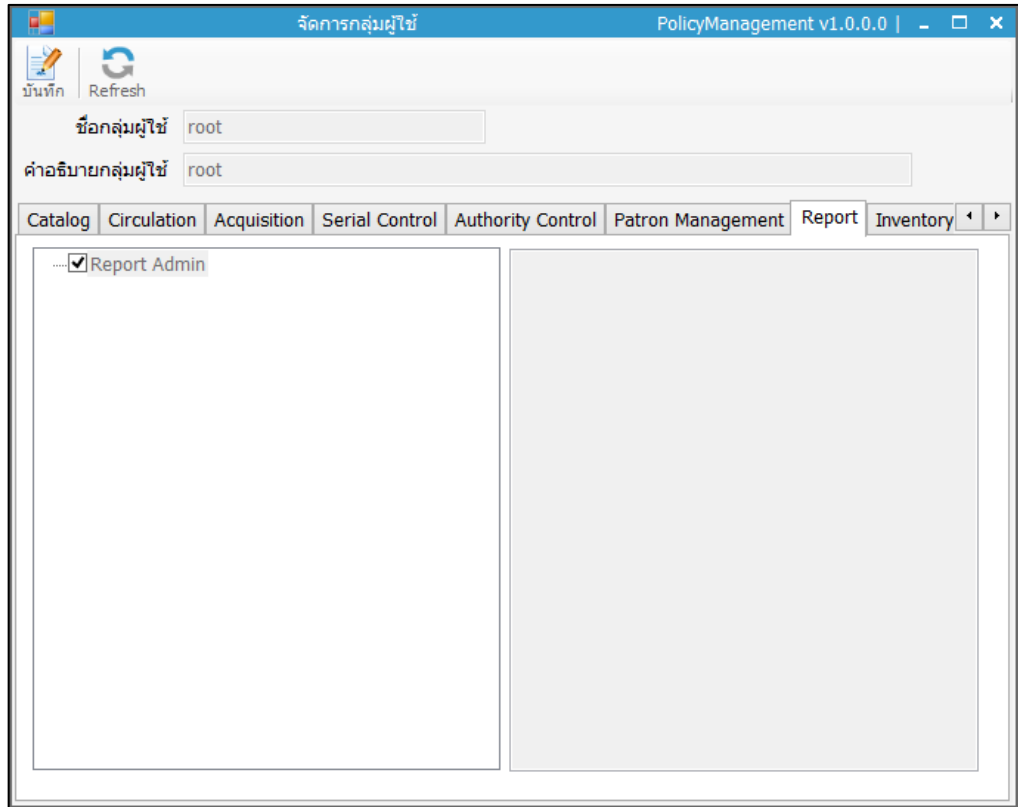 จัดการกลุ่มผู้ใช้ PolicyManagement v1.0.0.0 |
บันทึก Refresh
ชื่อกลุ่มผู้ใช้ root
คำอธิบายกลุ่มผู้ใช้ root
Catalog Circulation Acquisition Serial Control Authority Control Patron Management Report Inventory
Report Admin